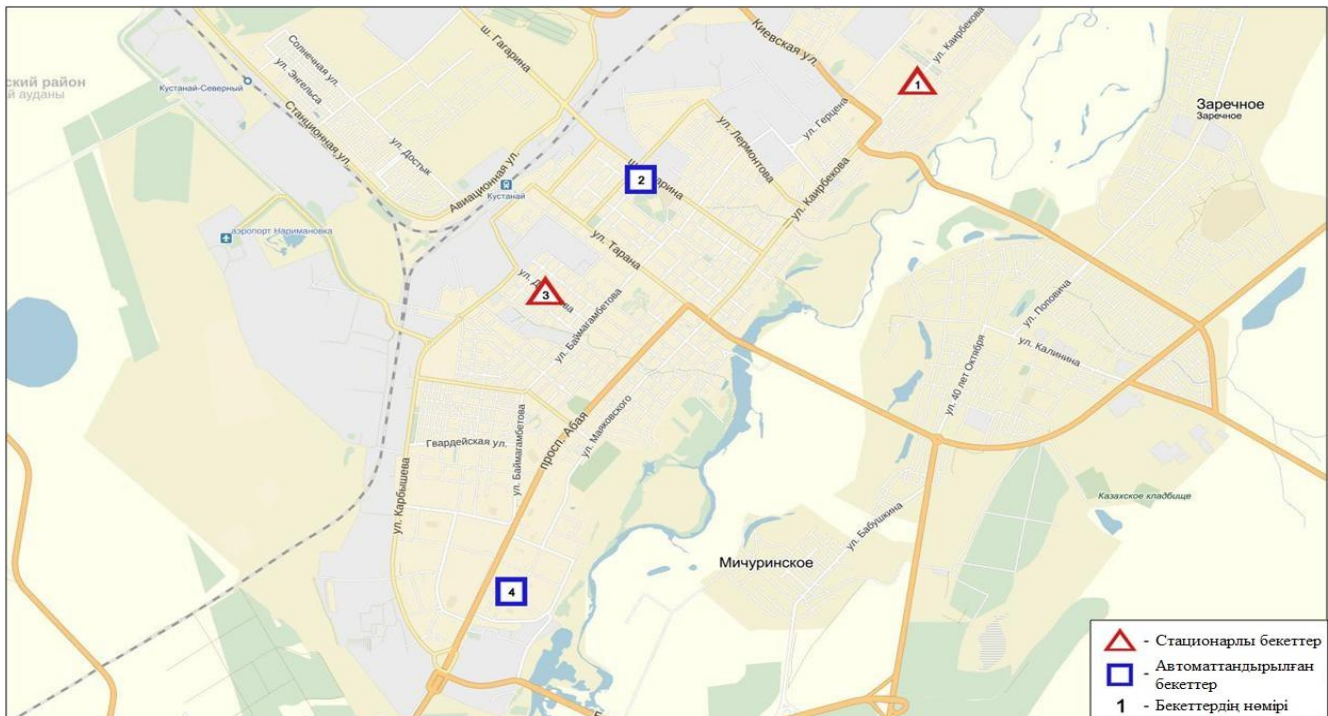 ский район
й ауданы
Кустанай-Северный
Солнечная ул.
ул. Энгельса
Станционная ул.
ул. Достык
ш. Гагарина
Авиационная ул.
Кустанай
аэропорт Наримановка
Киевская ул.
ул. Каирбекова
1
ул. Герцена
ул. Лермонтова
2
ул. Каирбекова
Заречное
Заречное
ул. Тарана
3
ул. Баймагамбетова
ул. Поповича
ул. Калинина
ул. 40 лет Октября
просп. Абая
ул. Маяковского
Гвардейская ул.
ул. Баймагамбетова
ул. Карбышева
Казахское кладбище
ул. Бабушкина
Мичуринское
4
- Стационарлы бекеттер
- Автоматтандырылған
бекеттер
1 - Бекеттердің нөмірі